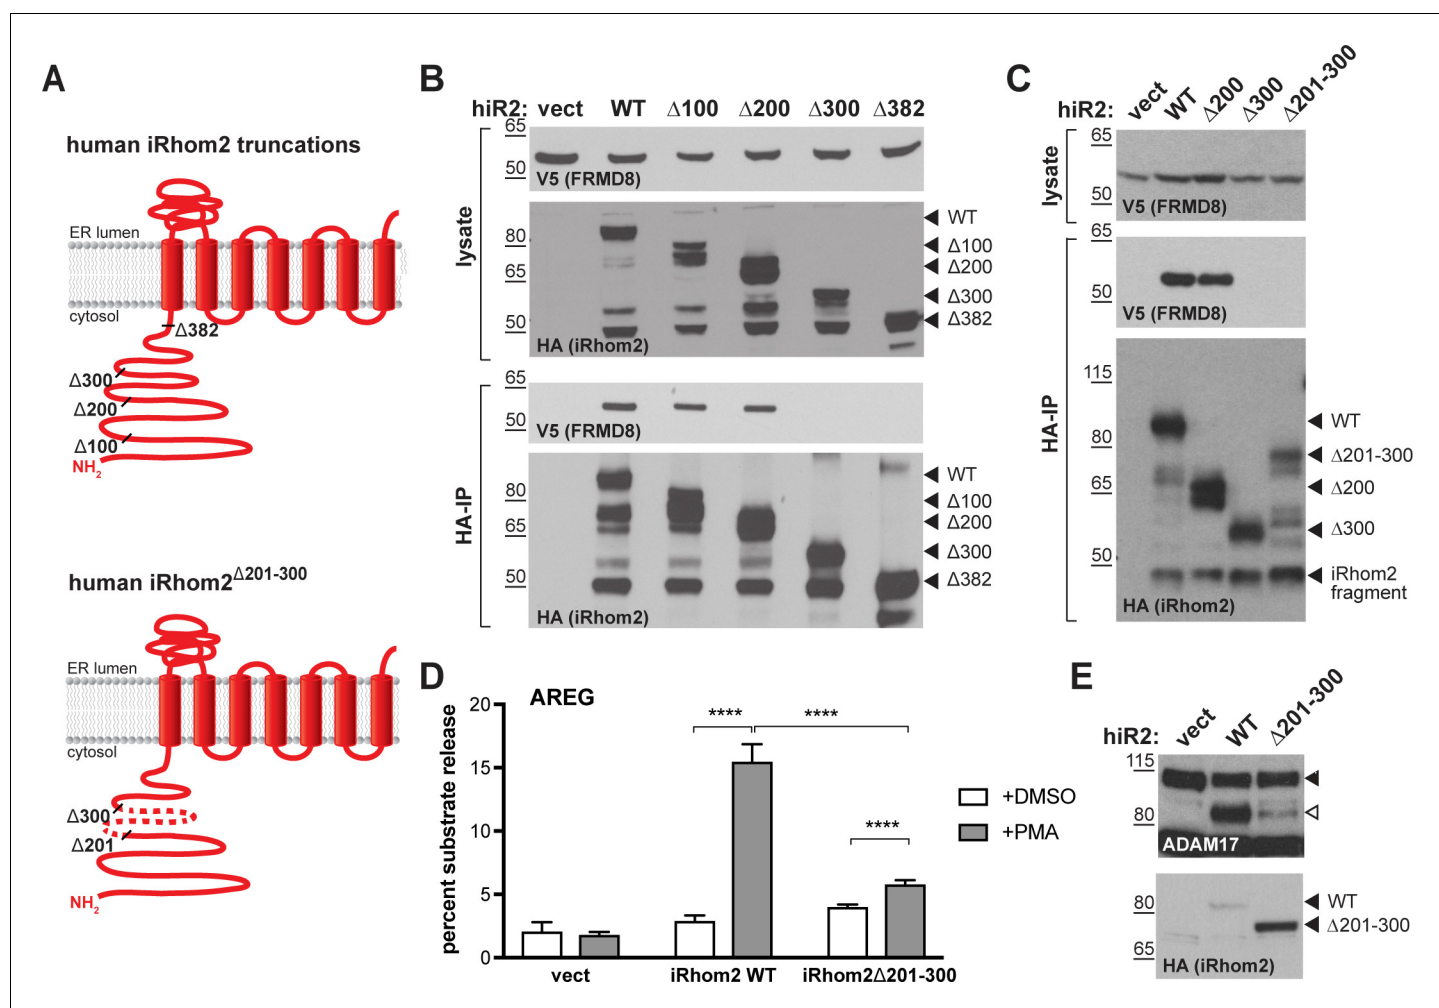 A
human iRhom2 truncations
ER lumen
cytosol
Δ382
Δ300
Δ200
Δ100
NH2
human iRhom2Δ201-300
ER lumen
cytosol
Δ300
Δ201
NH2
B
hiR2: vect WT Δ100 Δ200 Δ300 Δ382
lysate
65
50
V5 (FRMD8)
80
65
50
HA (iRhom2)
WT
Δ100
Δ200
Δ300
Δ382
HA-IP
65
50
V5 (FRMD8)
80
65
50
HA (iRhom2)
WT
Δ100
Δ200
Δ300
Δ382
C
hiR2: vect WT Δ200 Δ300 Δ201-300
lysate
65
50
V5 (FRMD8)
HA-IP
65
50
V5 (FRMD8)
115
80
65
50
HA (iRhom2)
WT
Δ201-300
Δ200
Δ300
iRhom2
fragment
D
AREG
percent substrate release
20
15
10
5
0
**** ****
****
vect iRhom2 WT iRhom2Δ201-300
+DMSO
+PMA
E
hiR2: vect WT Δ201-300
115
80
ADAM17
80
65
HA (iRhom2)
WT
Δ201-300